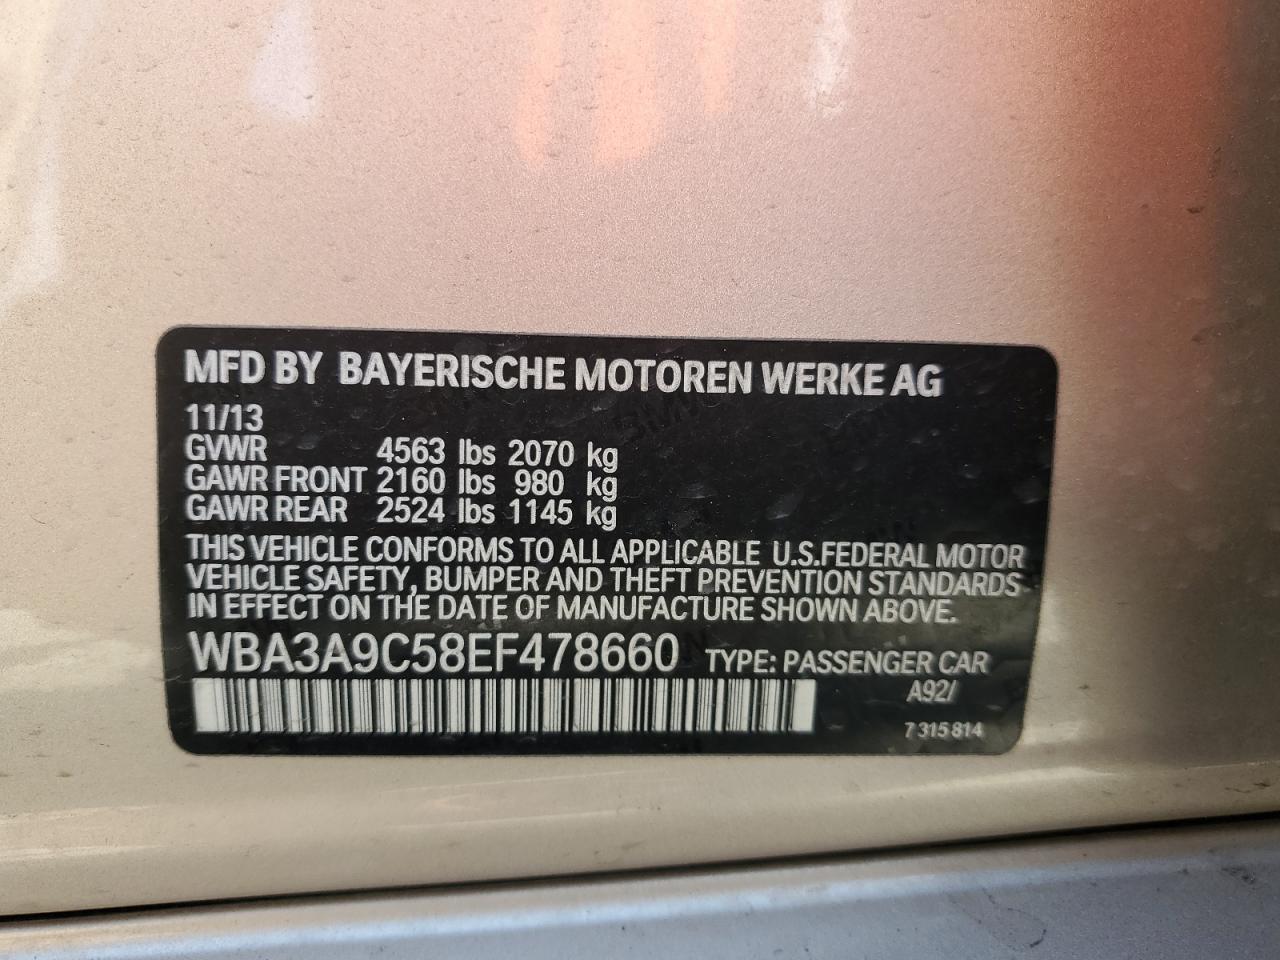 MFD BY BAYERISCHE MOTOREN WERKE AG
11/13
GVWR 4563 lbs 2070 kg
GAWR FRONT 2160 lbs 980 kg
GAWR REAR 2524 lbs 1145 kg
THIS VEHICLE CONFORMS TO ALL APPLICABLE U.S.FEDERAL MOTOR
VEHICLE SAFETY, BUMPER AND THEFT PREVENTION STANDARDS
IN EFFECT ON THE DATE OF MANUFACTURE SHOWN ABOVE.
WBA3A9C58EF478660 TYPE: PASSENGER CAR
A92/
7 315 814